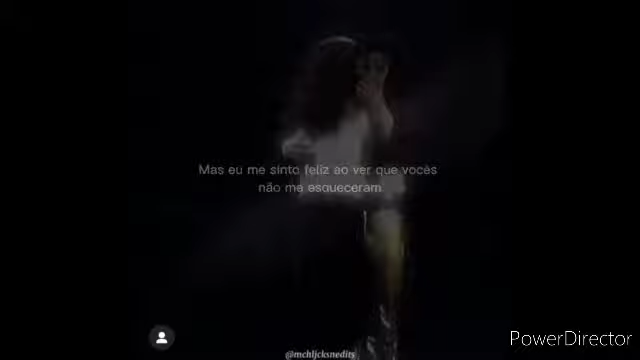 Mas eu me sinto feliz ao ver que vocês
não me esqueceram
@mchljcksnedits
PowerDirector